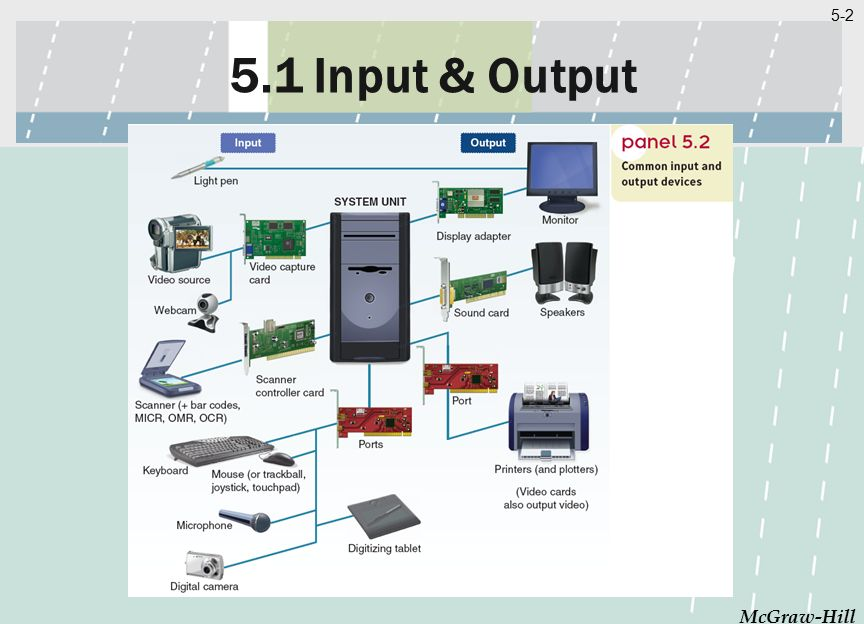 5-2
5.1 Input & Output
Input
Output
panel 5.2
Common input and
output devices
Light pen
SYSTEM UNIT
Monitor
Display adapter
Video capture
card
Video source
Webcam
Sound card
Speakers
Scanner
controller card
Scanner (+ bar codes,
MICR, OMR, OCR)
Port
Ports
Keyboard
Mouse (or trackball,
joystick, touchpad)
Printers (and plotters)
(Video cards
also output video)
Microphone
Digitizing tablet
Digital camera
McGraw-Hill